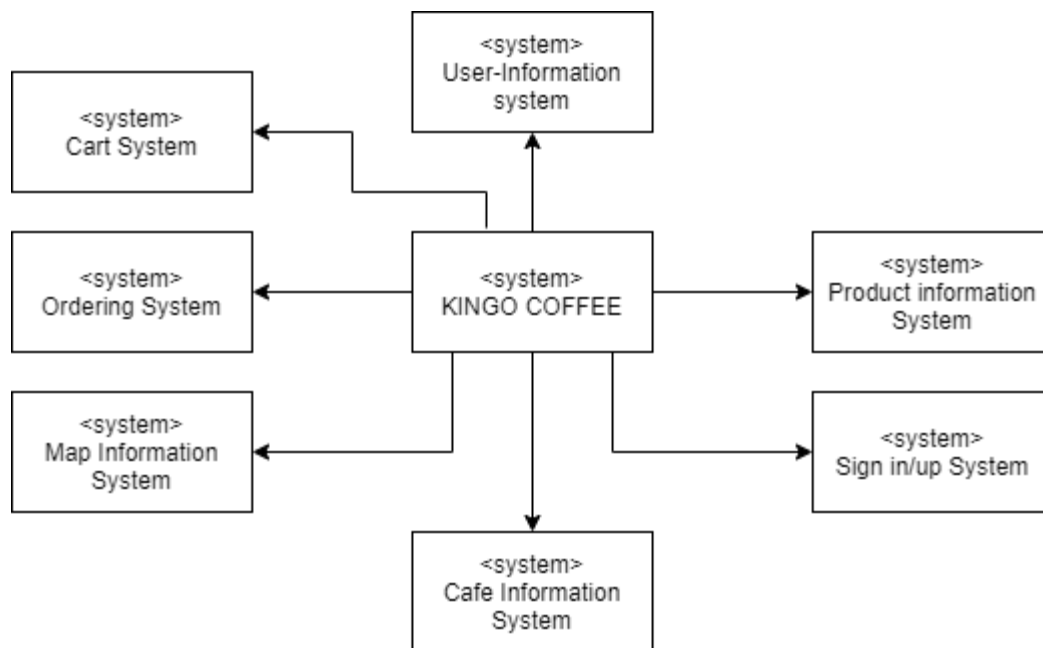 <system>
User-Information
system
<system>
Cart System
<system>
Ordering System
<system>
KINGO COFFEE
<system>
Product information
System
<system>
Map Information
System
<system>
Sign in/up System
<system>
Cafe Information
System